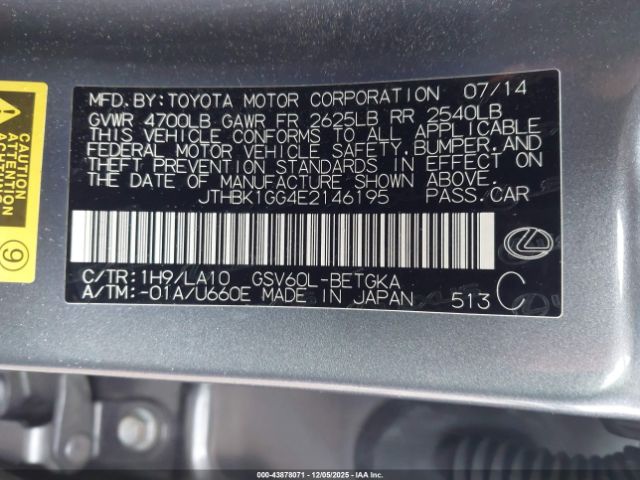 MFD. BY: TOYOTA MOTOR CORPORATION 07/14
GVWR 4700LB GAWR FR 2625LB RR 2540LB
THIS VEHICLE CONFORMS TO ALL APPLICABLE
FEDERAL MOTOR VEHICLE SAFETY, BUMPER, AND
THEFT PREVENTION STANDARDS IN EFFECT ON
THE DATE OF MANUFACTURE SHOWN ABOVE.
JTHBK1GG4E2146195 PASS. CAR
C/TR: 1H9/LA10 GSV60L-BETGKA
A/TM: -01A/U660E MADE IN JAPAN 513 C
CAUTION
9
000-43878071 - 12/05/2025 - IAAI, INC.